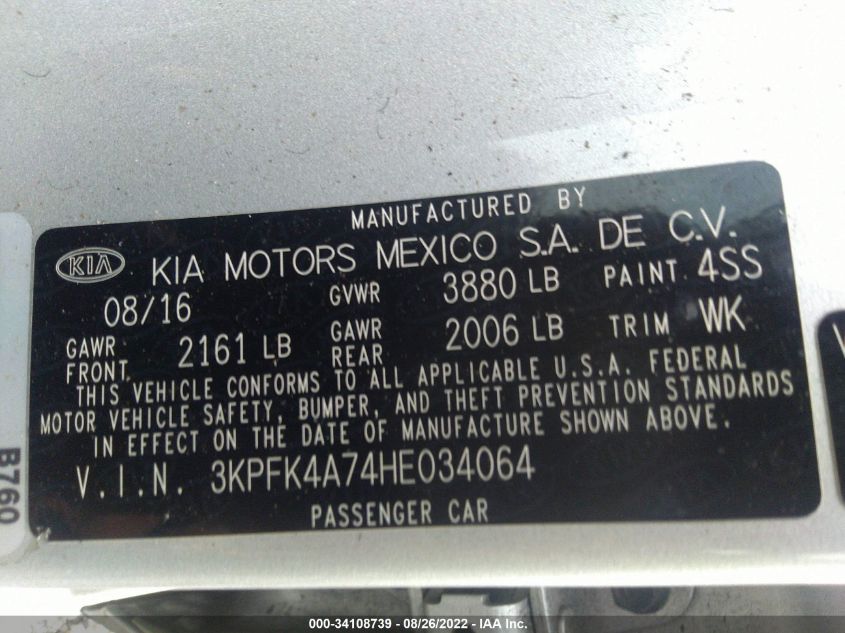 MANUFACTURED BY
KIA KIA MOTORS MEXICO S.A. DE C.V.
08/16 GVWR 3880 LB PAINT 4SS
GAWR FRONT 2161 LB GAWR REAR 2006 LB TRIM WK
THIS VEHICLE CONFORMS TO ALL APPLICABLE U.S.A. FEDERAL
MOTOR VEHICLE SAFETY, BUMPER, AND THEFT PREVENTION STANDARDS
IN EFFECT ON THE DATE OF MANUFACTURE SHOWN ABOVE.
V.I.N. 3KPFK4A74HE034064
PASSENGER CAR
B760
000-34108739 - 08/26/2022 - IAA Inc.